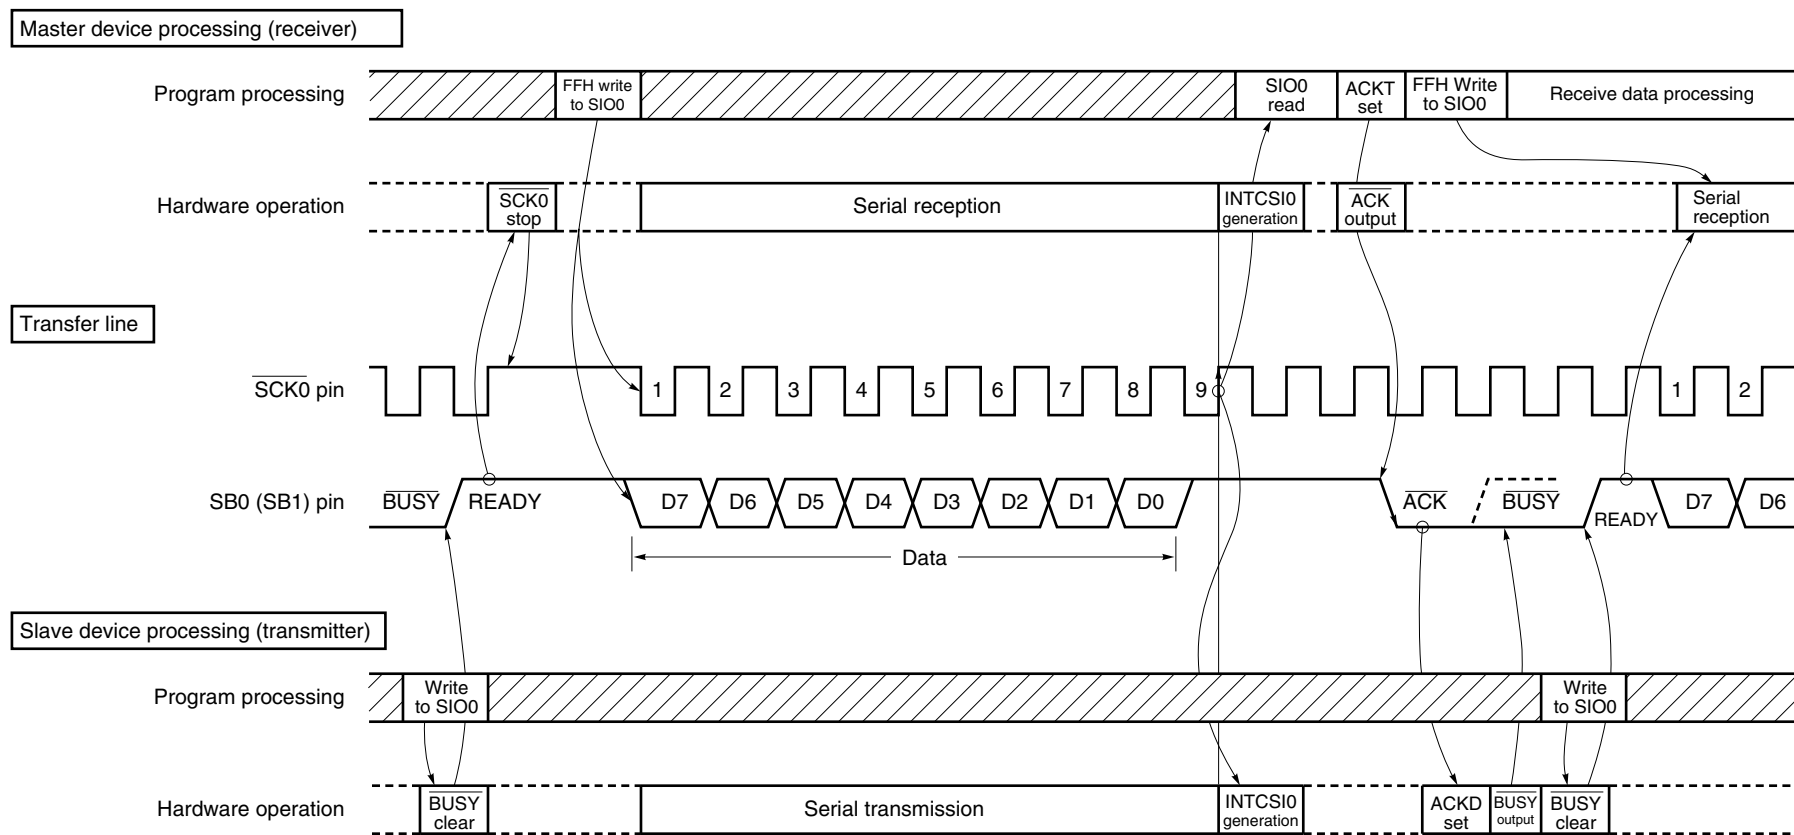 Master device processing (receiver)
Program processing
FFH write
to SIO0
SIO0
read
ACKT
set
FFH Write
to SIO0
Receive data processing
Hardware operation
SCK0
stop
Serial reception
INTCSI0
generation
ACK
output
Serial
reception
Transfer line
SCK0 pin
1 2 3 4 5 6 7 8 9 1 2
SB0 (SB1) pin
BUSY READY D7 D6 D5 D4 D3 D2 D1 D0 ACK BUSY READY D7 D6
Data
Slave device processing (transmitter)
Program processing
Write
to SIO0
Write
to SIO0
Hardware operation
BUSY
clear
Serial transmission
INTCSI0
generation
ACKD
set
BUSY
output
BUSY
clear